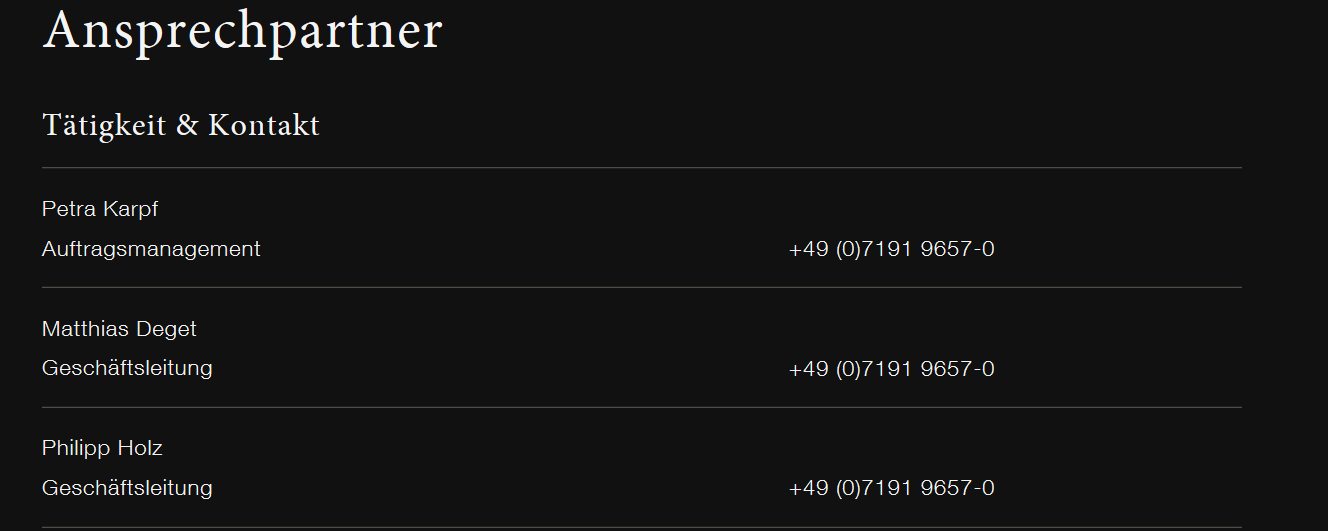 Ansprechpartner
Tätigkeit & Kontakt
Petra Karpf
Auftragsmanagement +49 (0)7191 9657-0
Matthias Deget
Geschäftsleitung +49 (0)7191 9657-0
Philipp Holz
Geschäftsleitung +49 (0)7191 9657-0